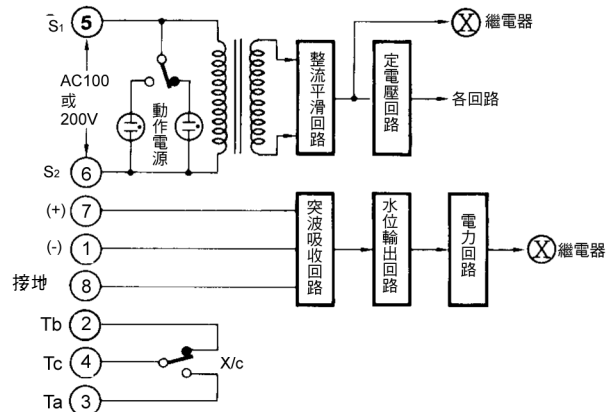 S₁ 5
AC100
或
200V
S₂ 6
動作電源
整流平滑回路
定電壓回路
X 繼電器
各回路
(+) 7
(-) 1
接地 8
突波吸收回路
水位輸出回路
電力回路
X 繼電器
Tb 2
Tc 4
X/c
Ta 3